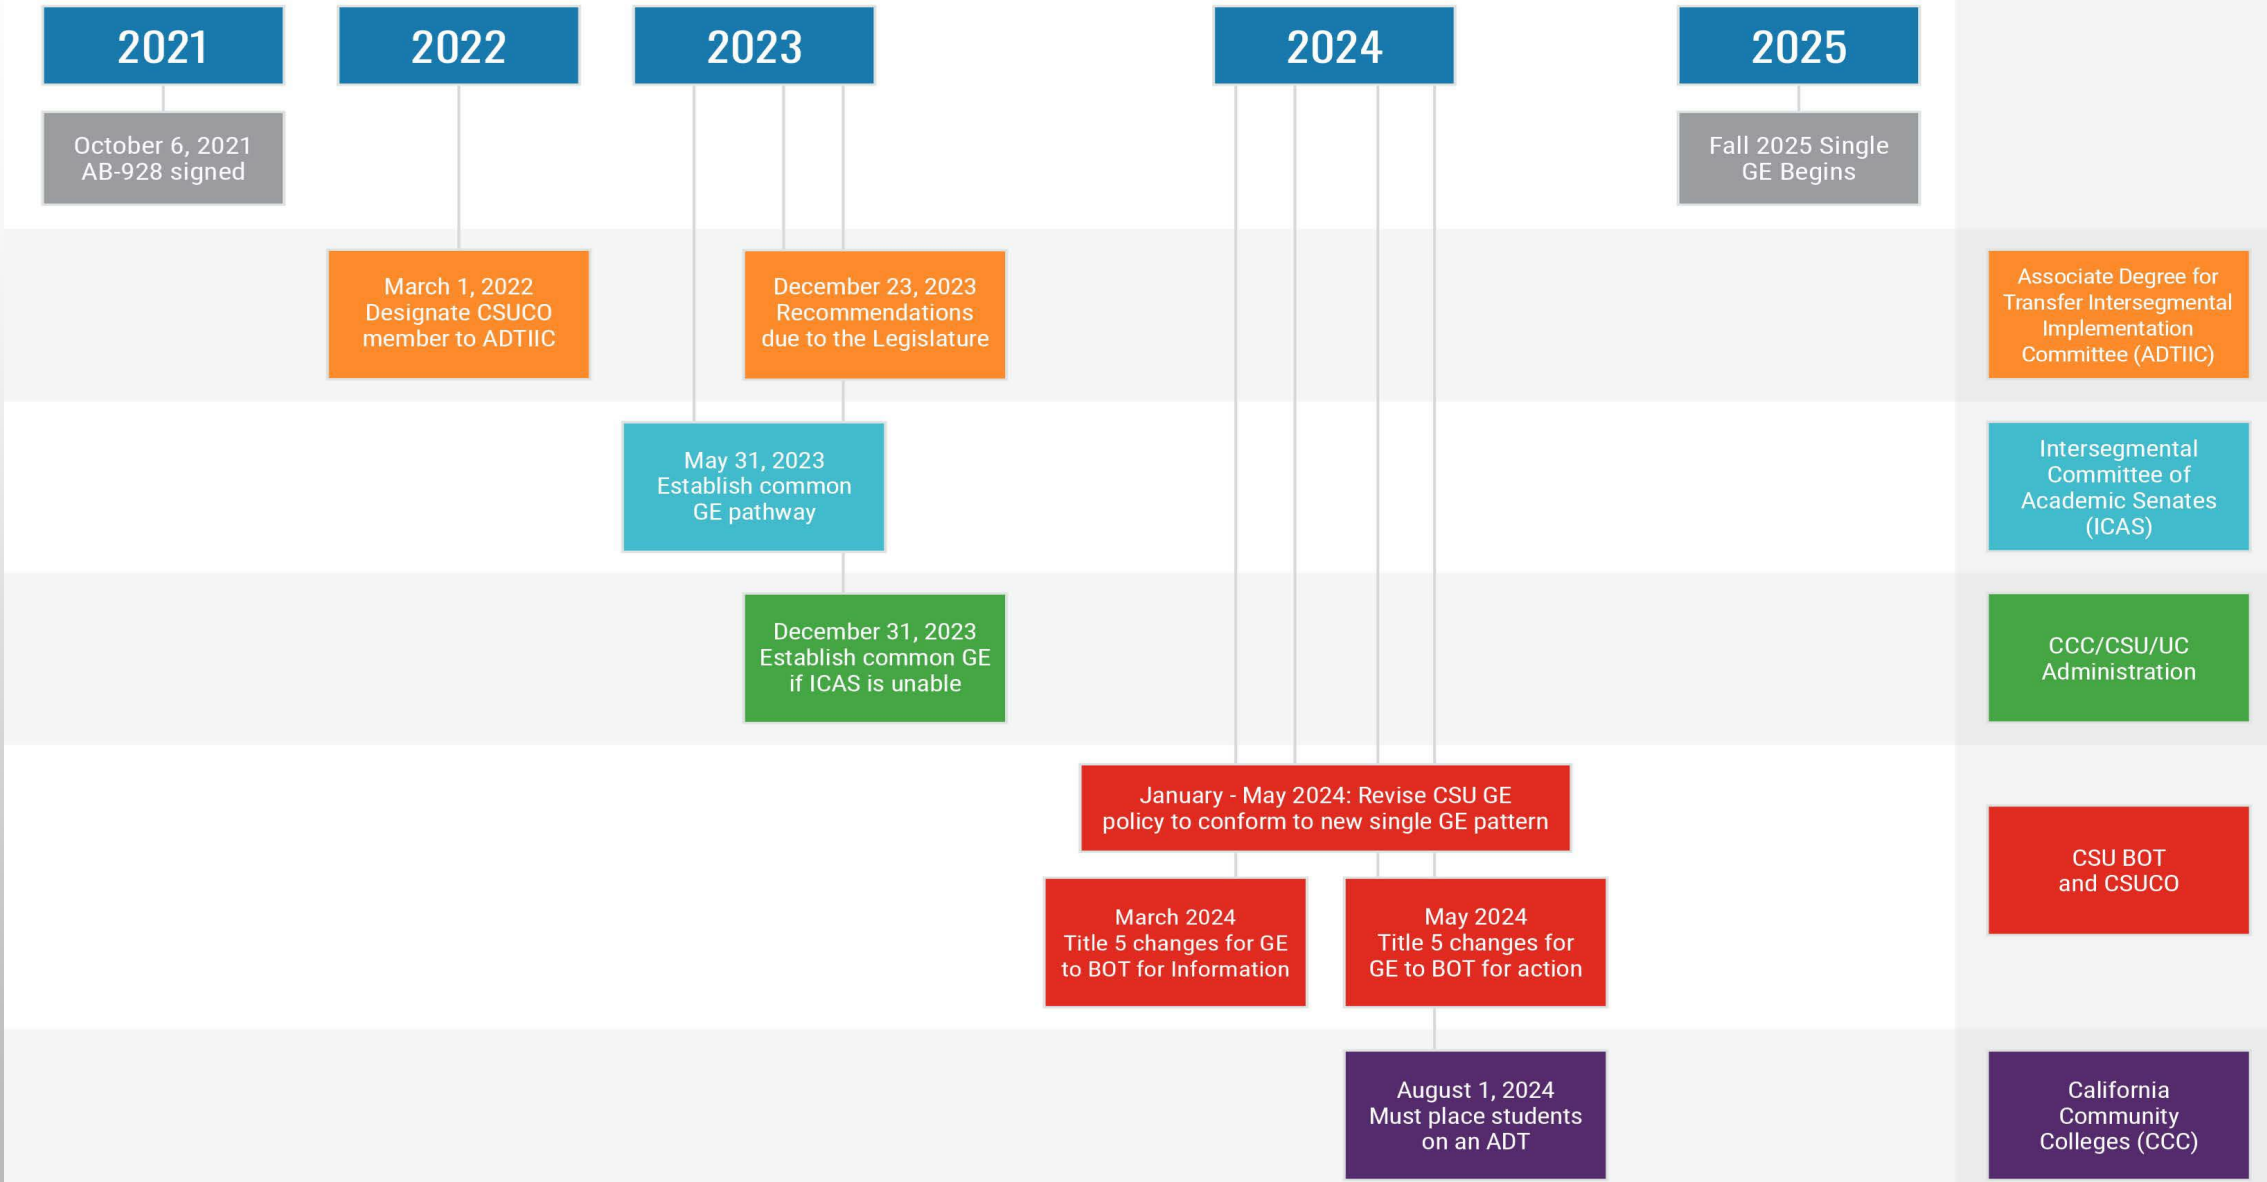 2021
2022
2023
2024
2025
October 6, 2021
AB-928 signed
Fall 2025 Single
GE Begins
March 1, 2022
Designate CSUCO
member to ADTIIC
December 23, 2023
Recommendations
due to the Legislature
Associate Degree for
Transfer Intersegmental
Implementation
Committee (ADTIIC)
May 31, 2023
Establish common
GE pathway
Intersegmental
Committee of
Academic Senates
(ICAS)
December 31, 2023
Establish common GE
if ICAS is unable
CCC/CSU/UC
Administration
January - May 2024: Revise CSU GE
policy to conform to new single GE pattern
March 2024
Title 5 changes for GE
to BOT for Information
May 2024
Title 5 changes for
GE to BOT for action
CSU BOT
and CSUCO
August 1, 2024
Must place students
on an ADT
California
Community
Colleges (CCC)